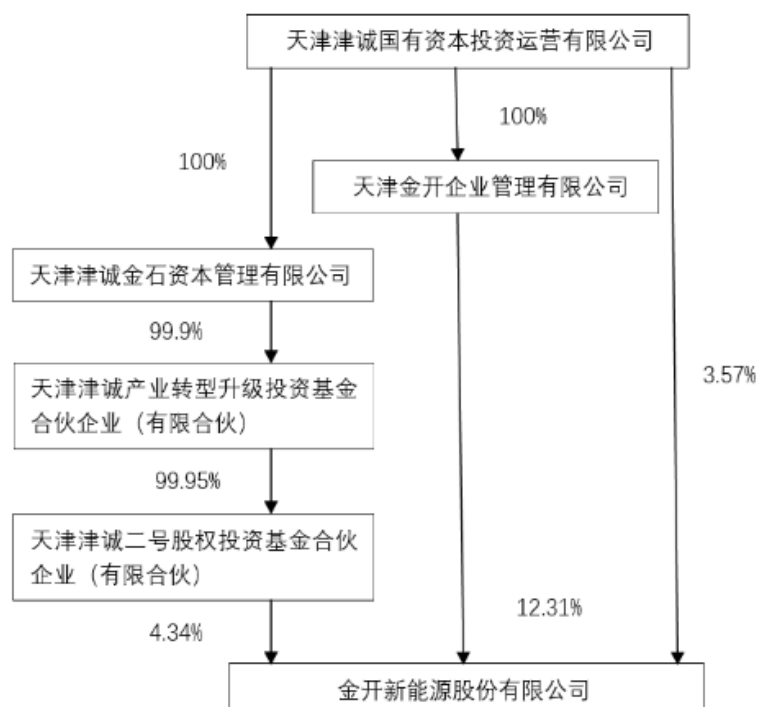 天津津诚国有资本投资运营有限公司
100%
100%
天津金开企业管理有限公司
天津津诚金石资本管理有限公司
99.9%
3.57%
天津津诚产业转型升级投资基金
合伙企业（有限合伙）
99.95%
天津津诚二号股权投资基金合伙
企业（有限合伙）
12.31%
4.34%
金开新能源股份有限公司